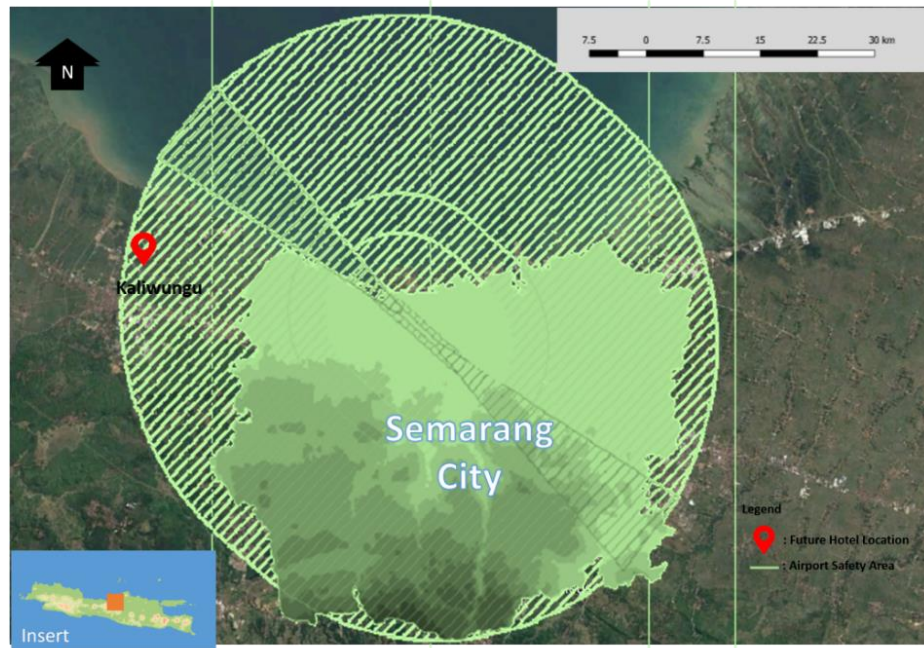 7.5 0 7.5 15 22.5 30 km
N
Kaliwungu
Semarang
City
Legend
: Future Hotel Location
: Airport Safety Area
Insert